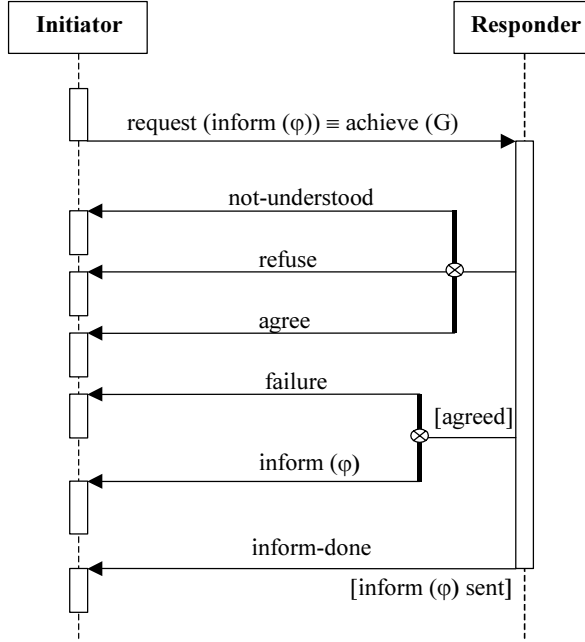 Initiator
Responder
request (inform (φ)) ≡ achieve (G)
not-understood
refuse
agree
failure
[agreed]
inform (φ)
inform-done
[inform (φ) sent]